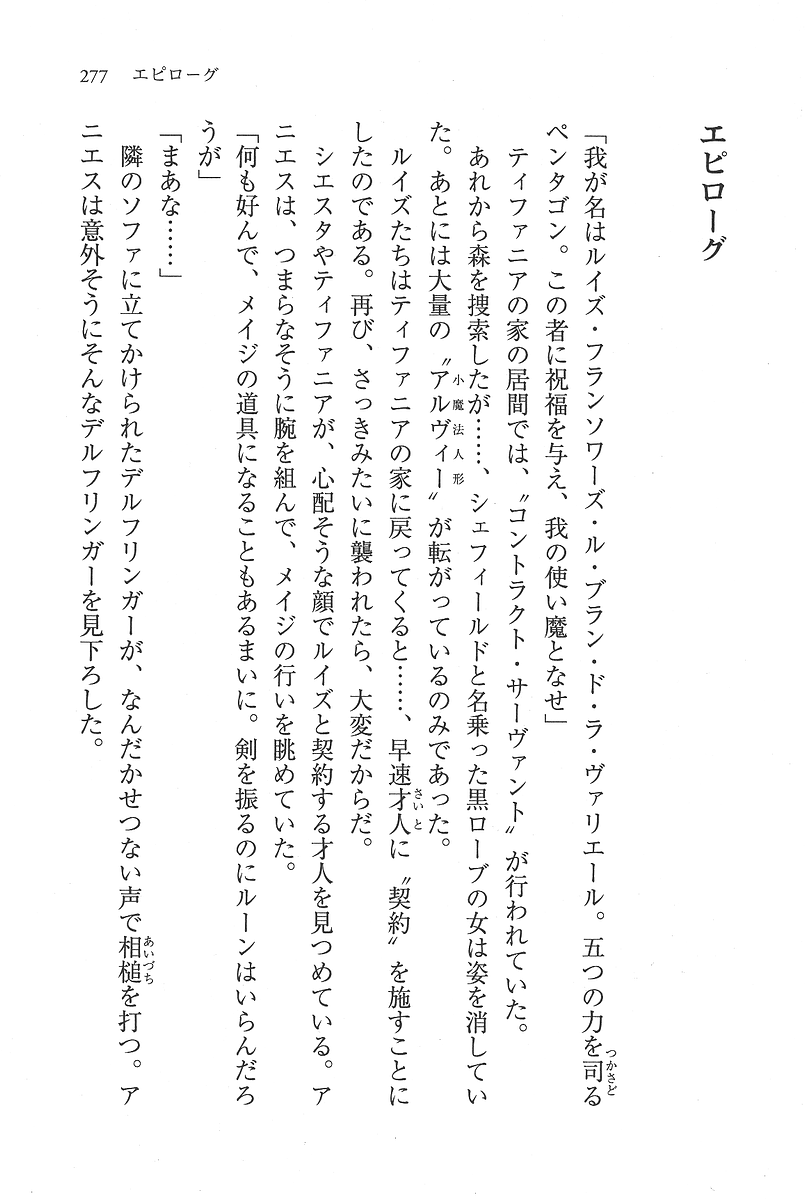 277　エピローグ
エピローグ
「我が名はルイズ・フランソワーズ・ル・ブラン・ド・ラ・ヴァリエール。五つの力を司る
つかさど
ペンタゴン。この者に祝福を与え、我の使い魔となせ」
ティファニアの家の居間では、〝コントラクト・サーヴァント〟が行われていた。
あれから森を捜索したが……、シェフィールドと名乗った黒ローブの女は姿を消してい
た。あとには大量の〝アルヴィー〟が転がっているのみであった。
小魔法人形
ルイズたちはティファニアの家に戻ってくると……、早速才人に〝契約〟を施すことに
さいと
したのである。再び、さっきみたいに襲われたら、大変だからだ。
シエスタやティファニアが、心配そうな顔でルイズと契約する才人を見つめている。ア
ニエスは、つまらなそうに腕を組んで、メイジの行いを眺めていた。
「何も好んで、メイジの道具になることもあるまいに。剣を振るのにルーンはいらんだろ
うが」
「まあな……」
隣のソファに立てかけられたデルフリンガーが、なんだかせつない声で相槌を打つ。ア
あいづち
ニエスは意外そうにそんなデルフリンガーを見下ろした。